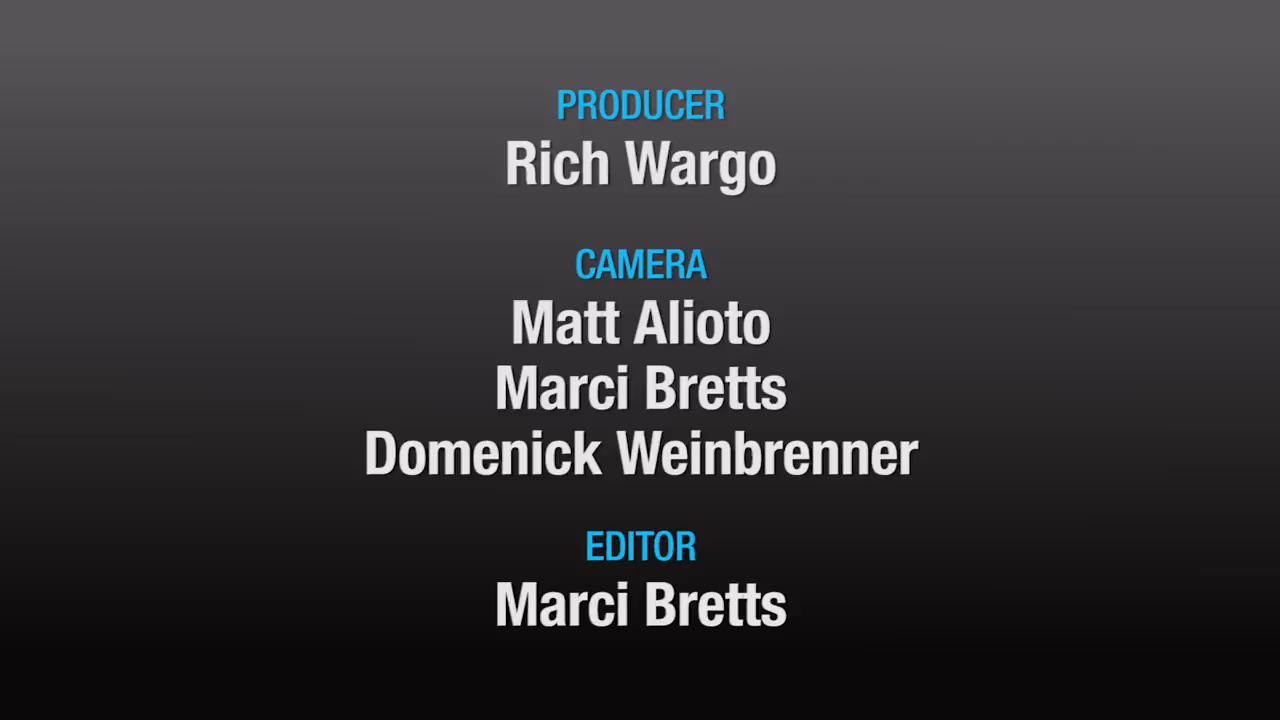 PRODUCER
Rich Wargo
CAMERA
Matt Alioto
Marci Bretts
Domenick Weinbrenner
EDITOR
Marci Bretts